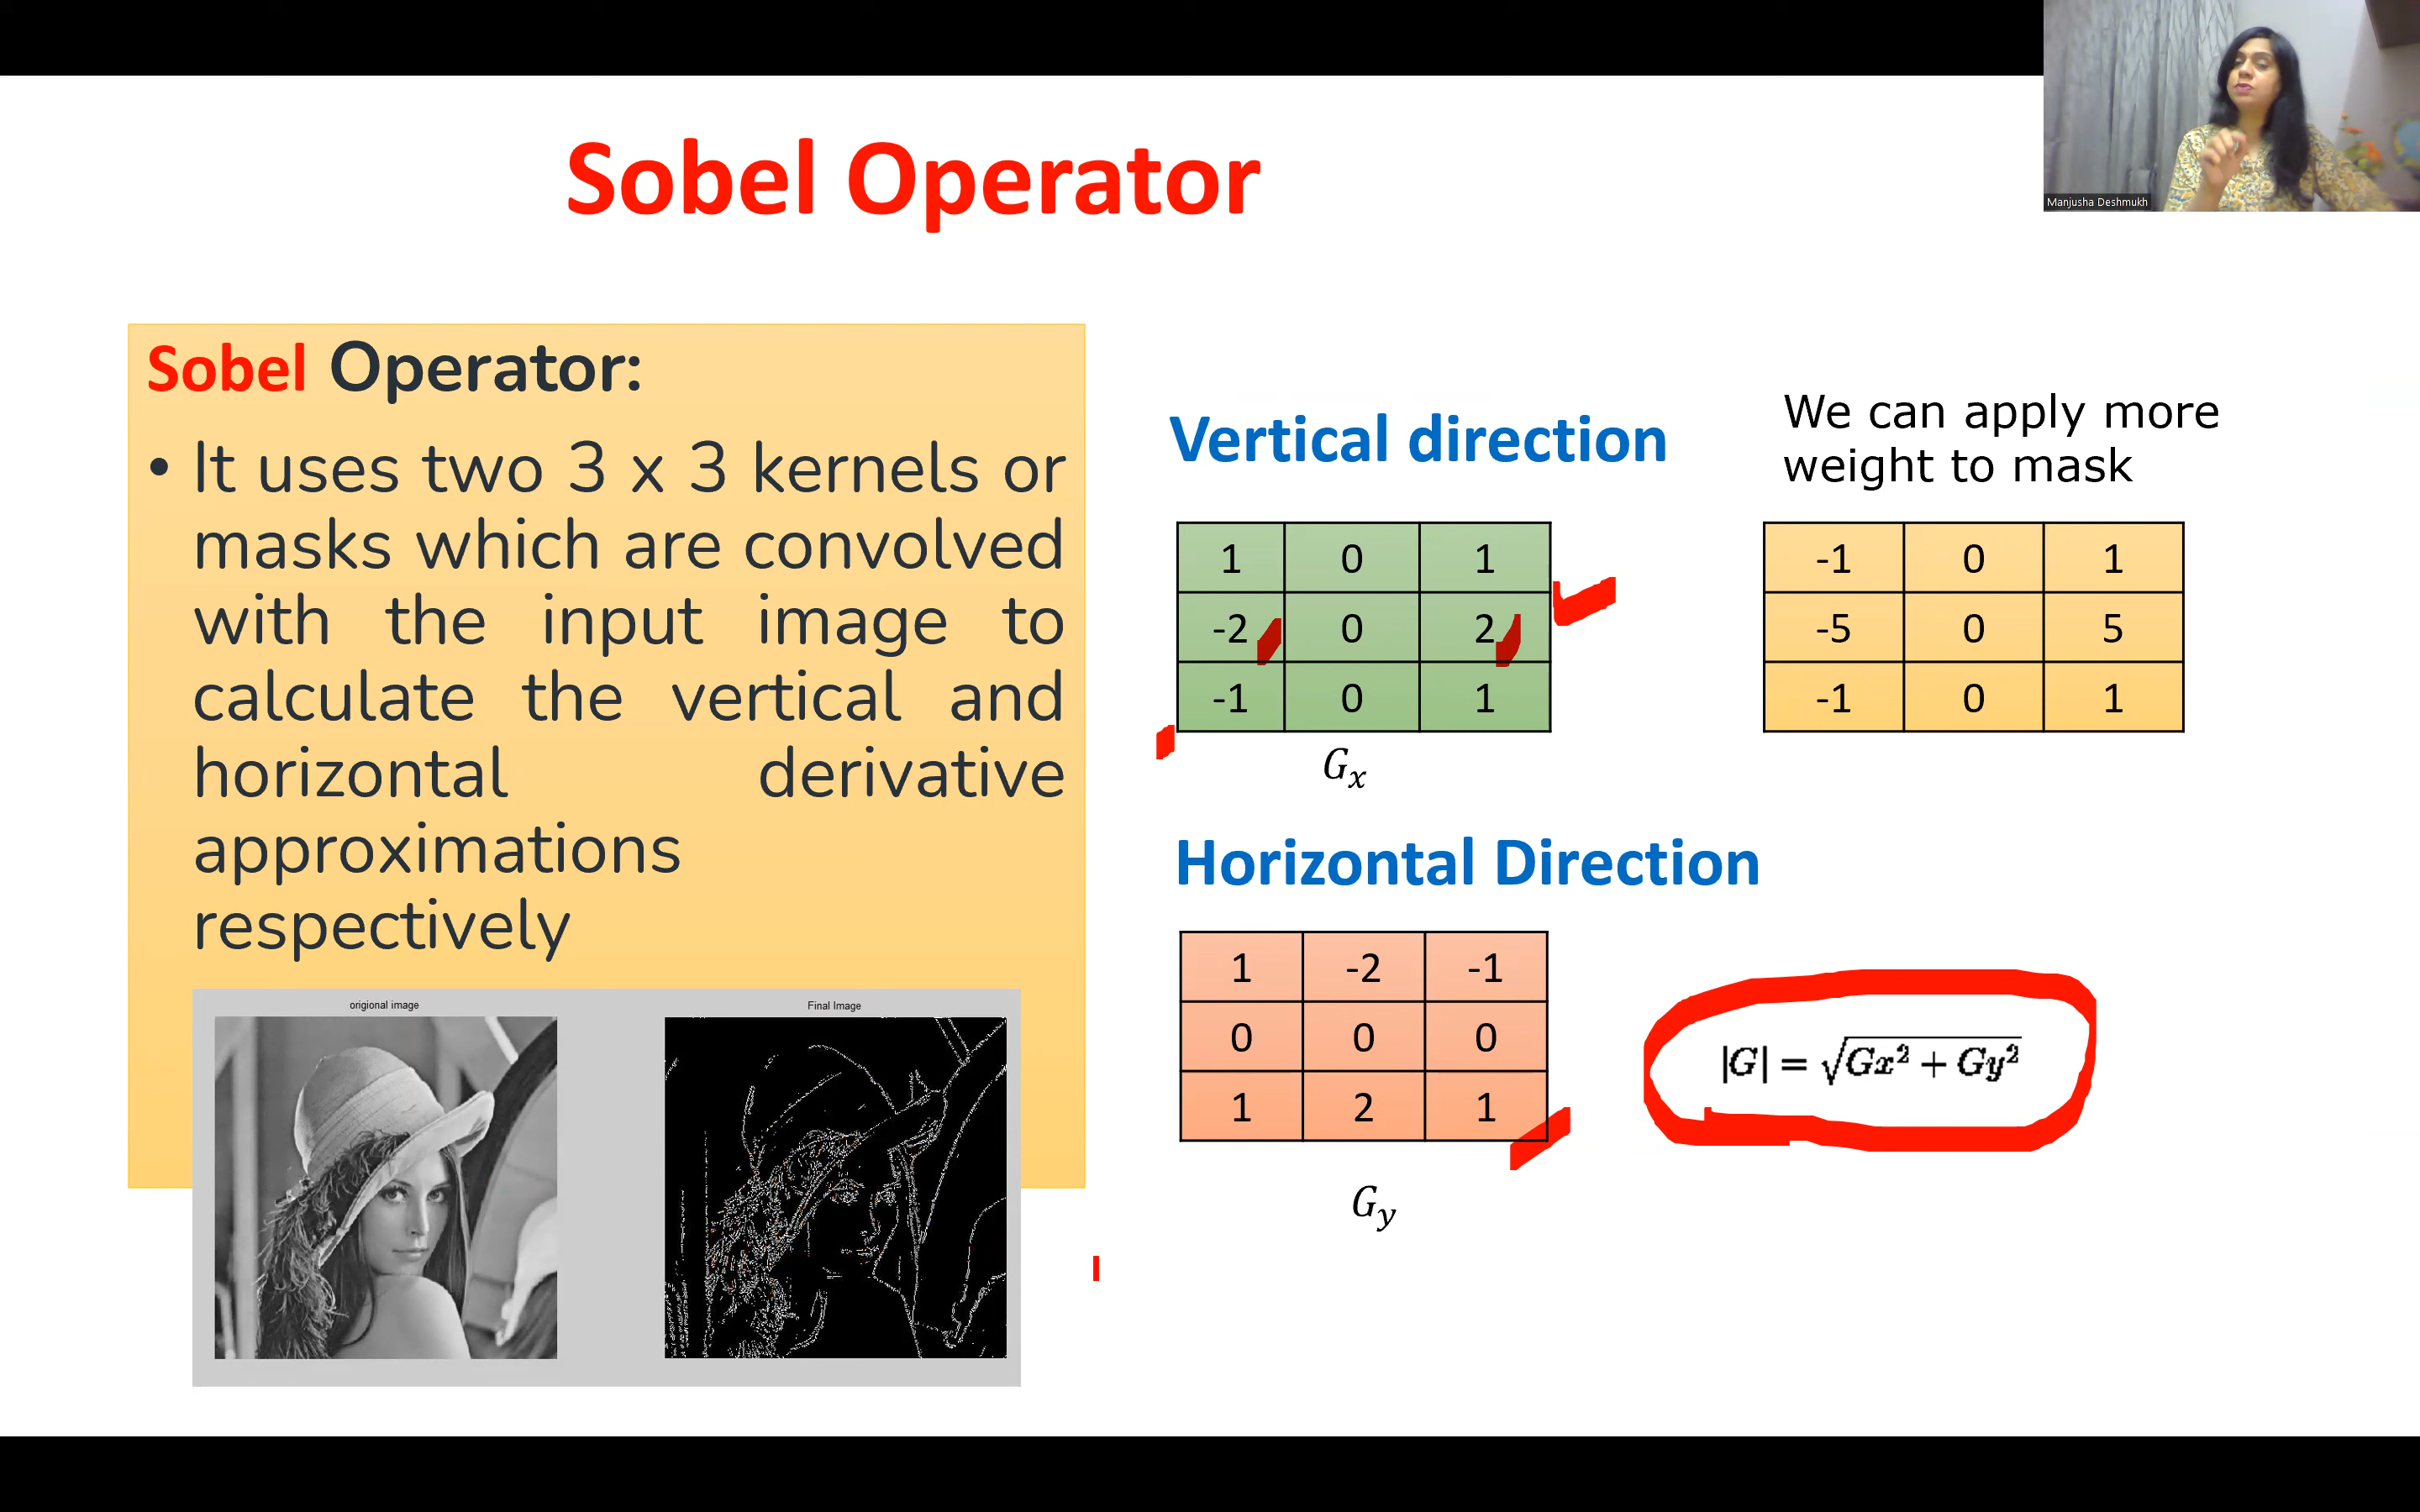 Manjusha Deshmukh
Sobel Operator
Sobel Operator:
• It uses two 3 x 3 kernels or
masks which are convolved
with the input image to
calculate the vertical and
horizontal derivative
approximations
respectively
origional image
Final Image
Vertical direction
1 0 1
-2 0 2
-1 0 1
Gₓ
We can apply more
weight to mask
-1 0 1
-5 0 5
-1 0 1
Horizontal Direction
1 -2 -1
0 0 0
1 2 1
G_y
|G| = √Gx² + Gy²